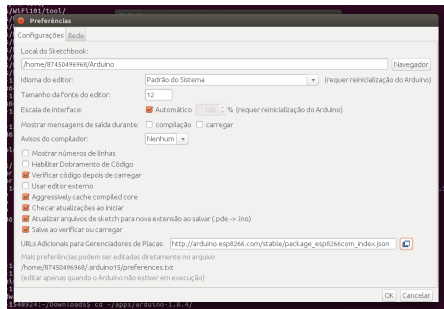 /WiFi101/tool/
Preferências
Configurações Rede
Local do Sketchbook:
/home/87450496968/Arduino Navegador
Idioma do editor: Padrão do Sistema (requer reinicialização do Arduino)
Tamanho da fonte do editor: 12
Escala de interface: Automático 100 % (requer reinicialização do Arduino)
Mostrar mensagens de saída durante: compilação carregar
Avisos do compilador: Nenhum
Mostrar números de linhas
Habilitar Dobramento de Código
Verificar código depois de carregar
Usar editor externo
Aggressively cache compiled core
Checar atualizações ao iniciar
Atualizar arquivos de sketch para nova extensão ao salvar (.pde -> .ino)
Salve ao verificar ou carregar
URLs Adicionais para Gerenciadores de Placas: http://arduino.esp8266.com/stable/package_esp8266com_index.json
Mais preferências podem ser editadas diretamente no arquivo
/home/87450496968/.arduino15/preferences.txt
(editar apenas quando o Arduino não estiver em execução)
OK Cancelar
548924:~/Downloads$ cd ~/apps/arduino-1.8.4/